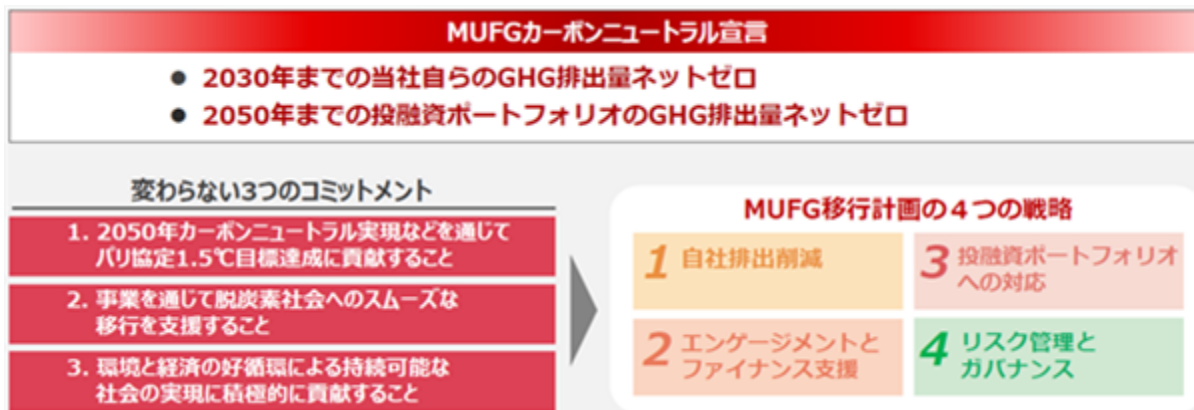 MUFGカーボンニュートラル宣言
● 2030年までの当社自らのGHG排出量ネットゼロ
● 2050年までの投融資ポートフォリオのGHG排出量ネットゼロ
変わらない3つのコミットメント
1. 2050年カーボンニュートラル実現などを通じて
パリ協定1.5℃目標達成に貢献すること
2. 事業を通じて脱炭素社会へのスムーズな
移行を支援すること
3. 環境と経済の好循環による持続可能な
社会の実現に積極的に貢献すること
MUFG移行計画の4つの戦略
1 自社排出削減
2 エンゲージメントと
ファイナンス支援
3 投融資ポートフォリオ
への対応
4 リスク管理と
ガバナンス